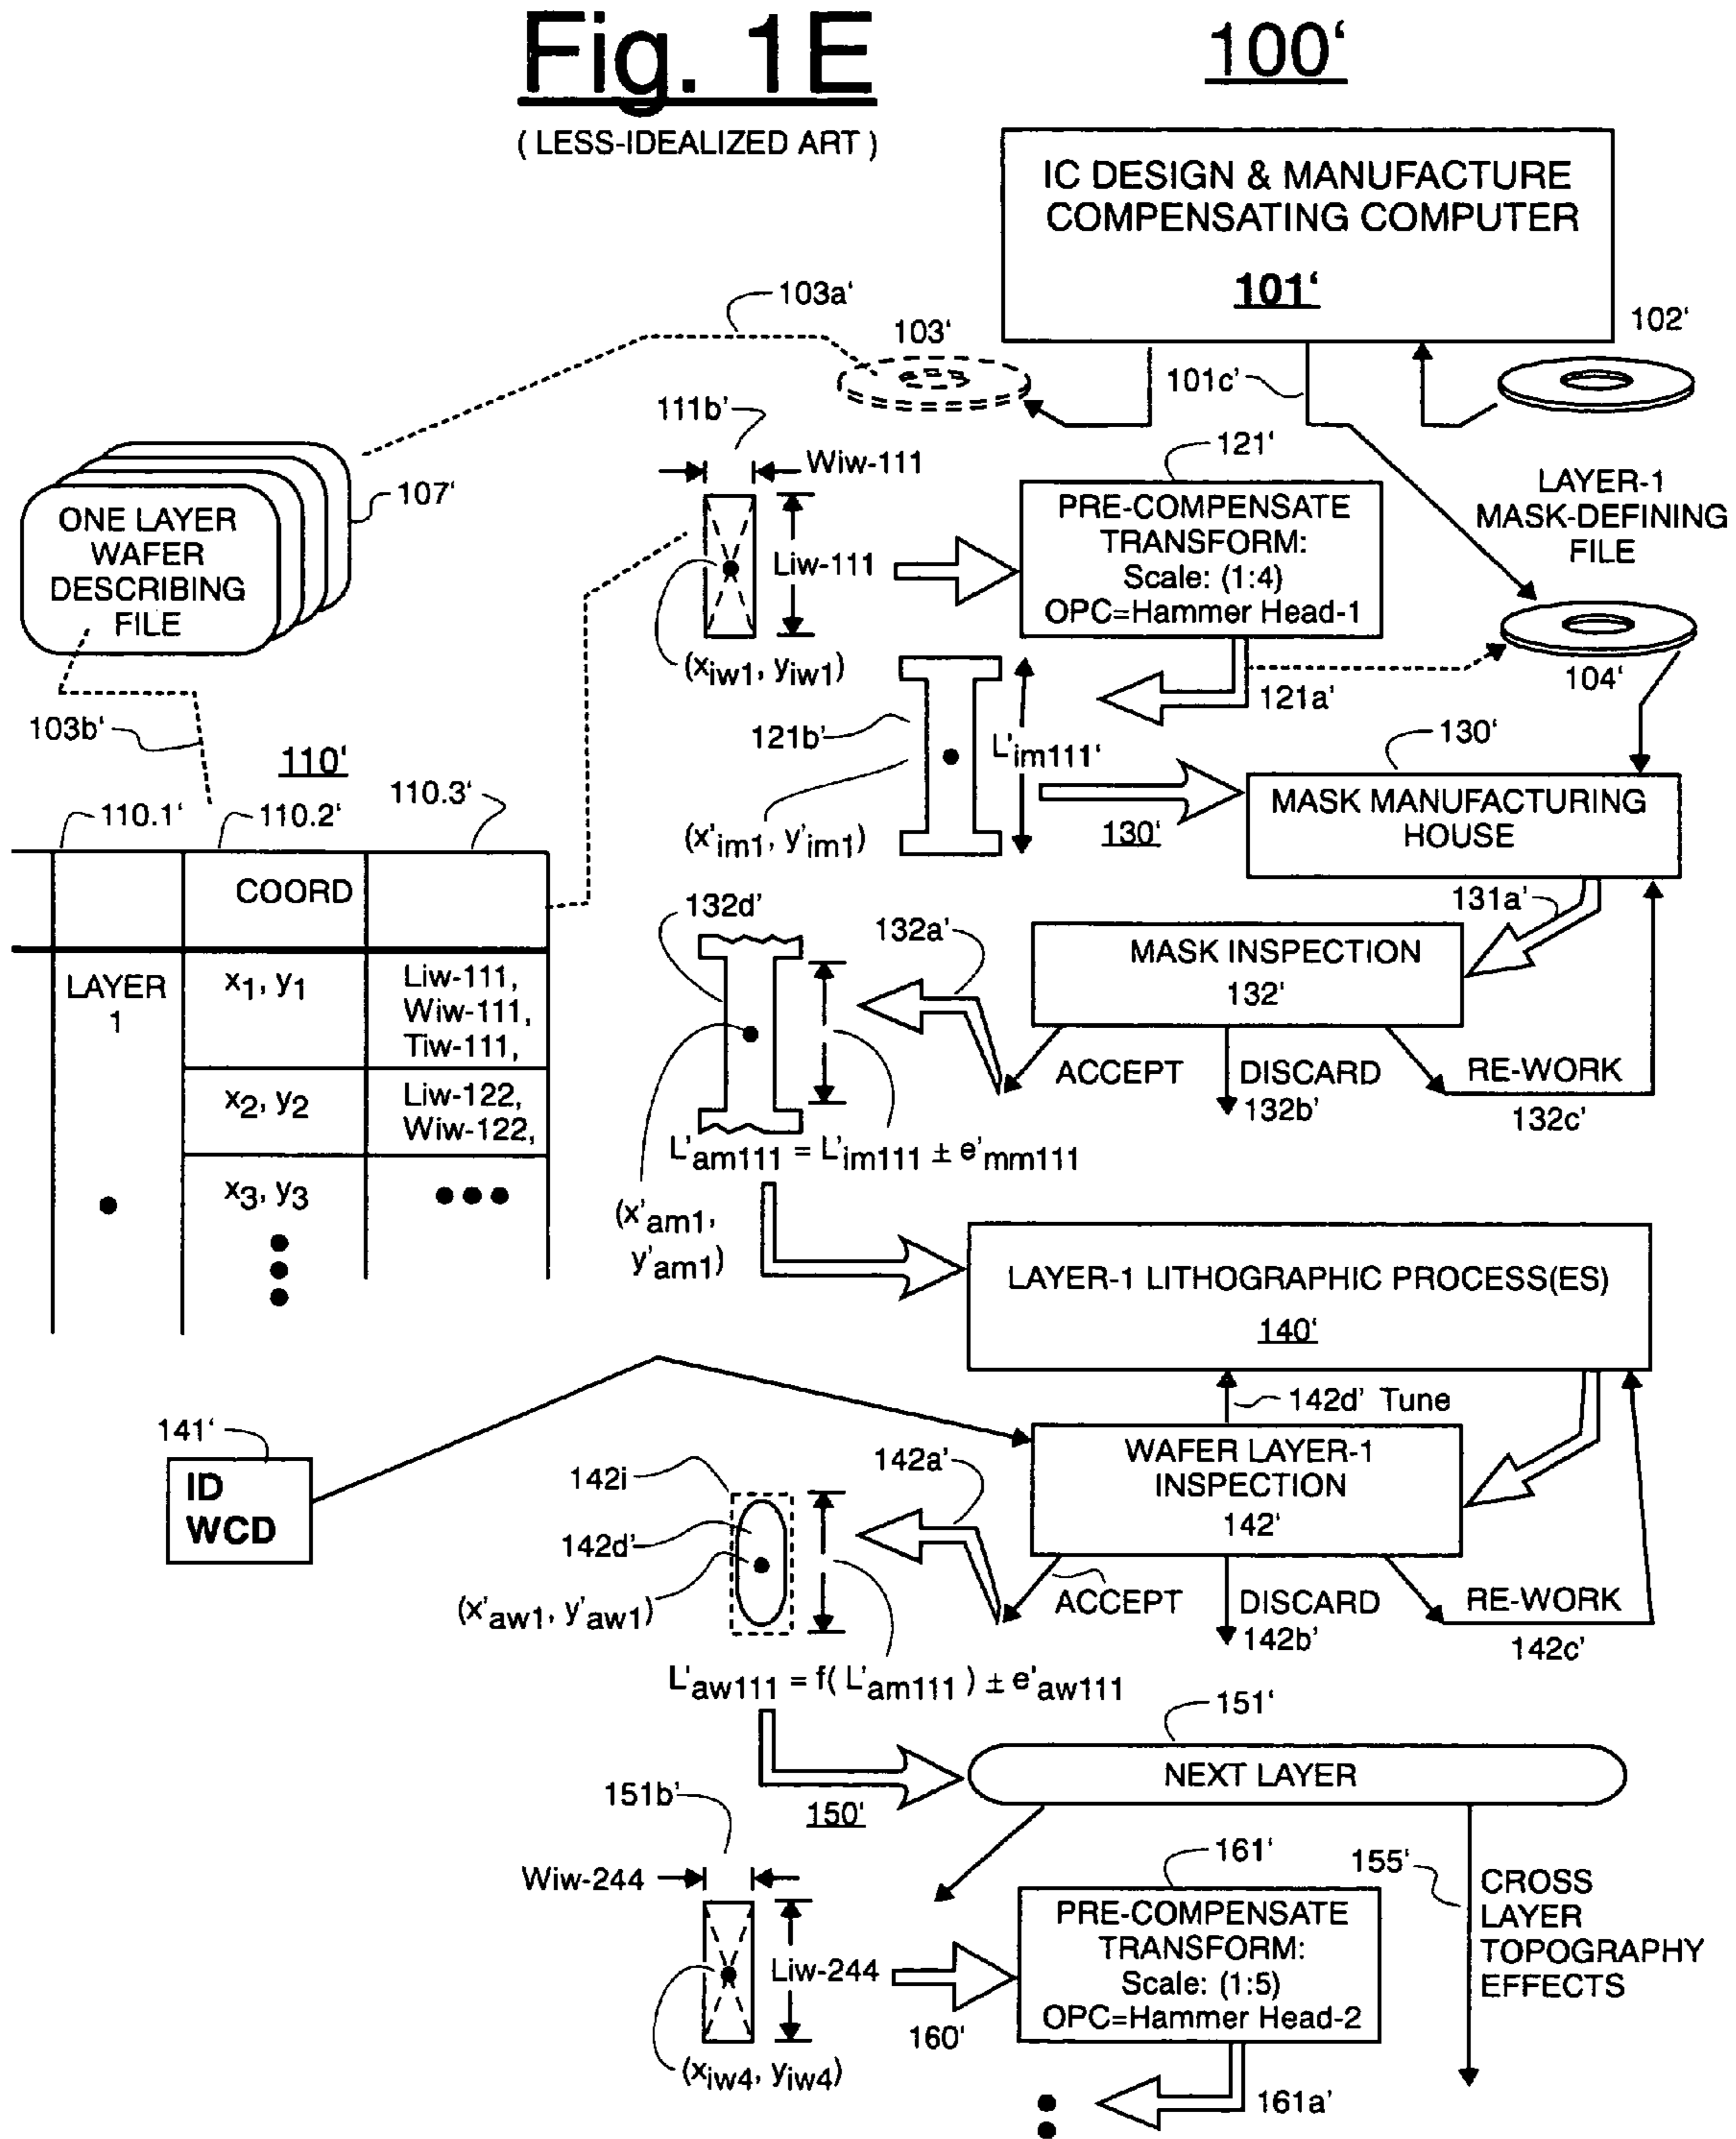 Fig. 1E
( LESS-IDEALIZED ART )
100‘
IC DESIGN & MANUFACTURE
COMPENSATING COMPUTER
101‘
102‘
103a'
103‘
101c'
111b'
Wiw-111
121'
LAYER-1
MASK-DEFINING
FILE
107‘
ONE LAYER
WAFER
DESCRIBING
FILE
Liw-111
PRE-COMPENSATE
TRANSFORM:
Scale: (1:4)
OPC=Hammer Head-1
(xiw1, yiw1)
104‘
121a'
103b‘
121b'
L'im111'
110'
130'
110.1‘
110.2'
110.3'
(x'im1, y'im1)
130'
MASK MANUFACTURING
HOUSE
COORD
131a'
132d'
132a'
MASK INSPECTION
132'
LAYER
1
x1, y1
Liw-111,
Wiw-111,
Tiw-111,
ACCEPT
DISCARD
132b'
RE-WORK
132c'
x2, y2
Liw-122,
Wiw-122,
L'am111 = L'im111 ± e'mm111
x3, y3
(x'am1,
y'am1)
LAYER-1 LITHOGRAPHIC PROCESS(ES)
140'
142d' Tune
141'
ID
WCD
142i
142a'
WAFER LAYER-1
INSPECTION
142'
142d'
(x'aw1, y'aw1)
ACCEPT
DISCARD
142b'
RE-WORK
142c'
L'aw111 = f( L'am111 ) ± e'aw111
151'
NEXT LAYER
151b'
150'
161'
155'
Wiw-244
CROSS
LAYER
TOPOGRAPHY
EFFECTS
PRE-COMPENSATE
TRANSFORM:
Scale: (1:5)
OPC=Hammer Head-2
Liw-244
160'
(xiw4, yiw4)
161a'